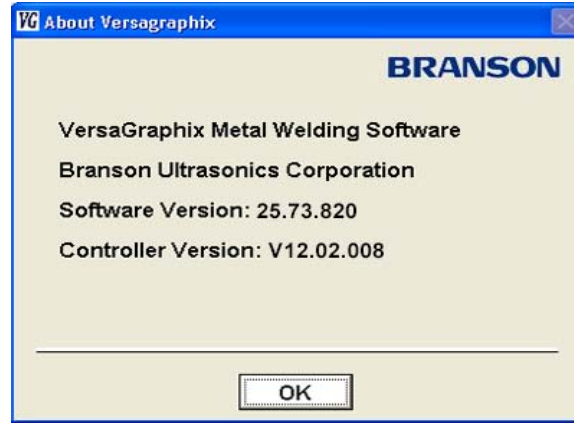 VG About Versagraphix
BRANSON
VersaGraphix Metal Welding Software
Branson Ultrasonics Corporation
Software Version: 25.73.820
Controller Version: V12.02.008
OK